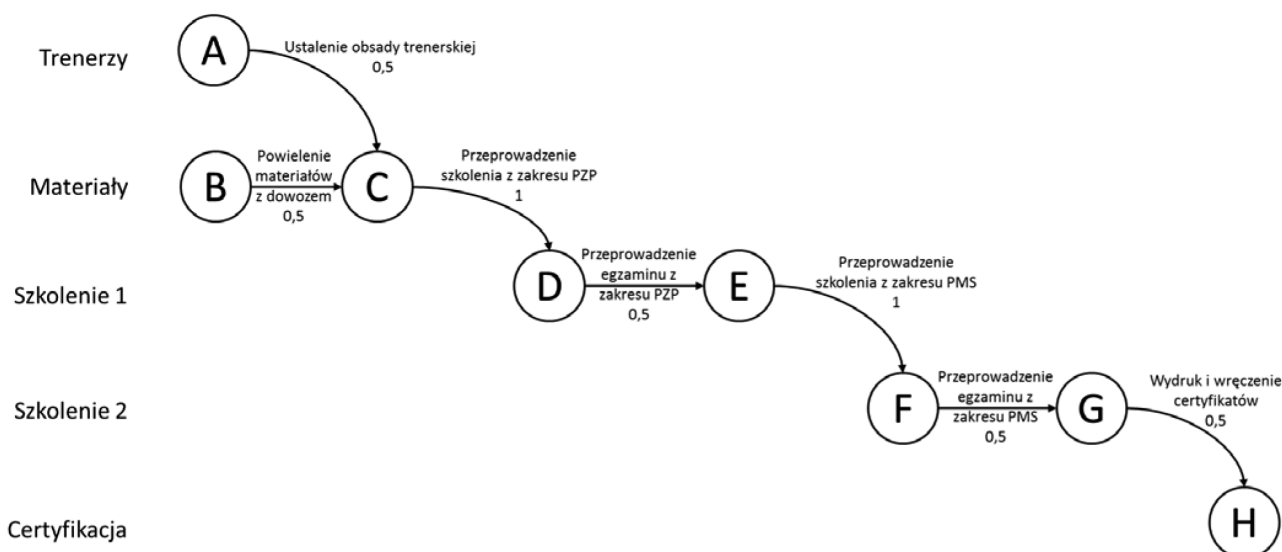 Trenerzy
A
Ustalenie obsady trenerskiej
0,5
Materiały
B
Powielenie
materiałów
z dowozem
0,5
C
Przeprowadzenie
szkolenia z zakresu PZP
1
Szkolenie 1
D
Przeprowadzenie
egzaminu z
zakresu PZP
0,5
E
Przeprowadzenie
szkolenia z zakresu PMS
1
Szkolenie 2
F
Przeprowadzenie
egzaminu z
zakresu PMS
0,5
G
Wydruk i wręczenie
certyfikatów
0,5
Certyfikacja
H